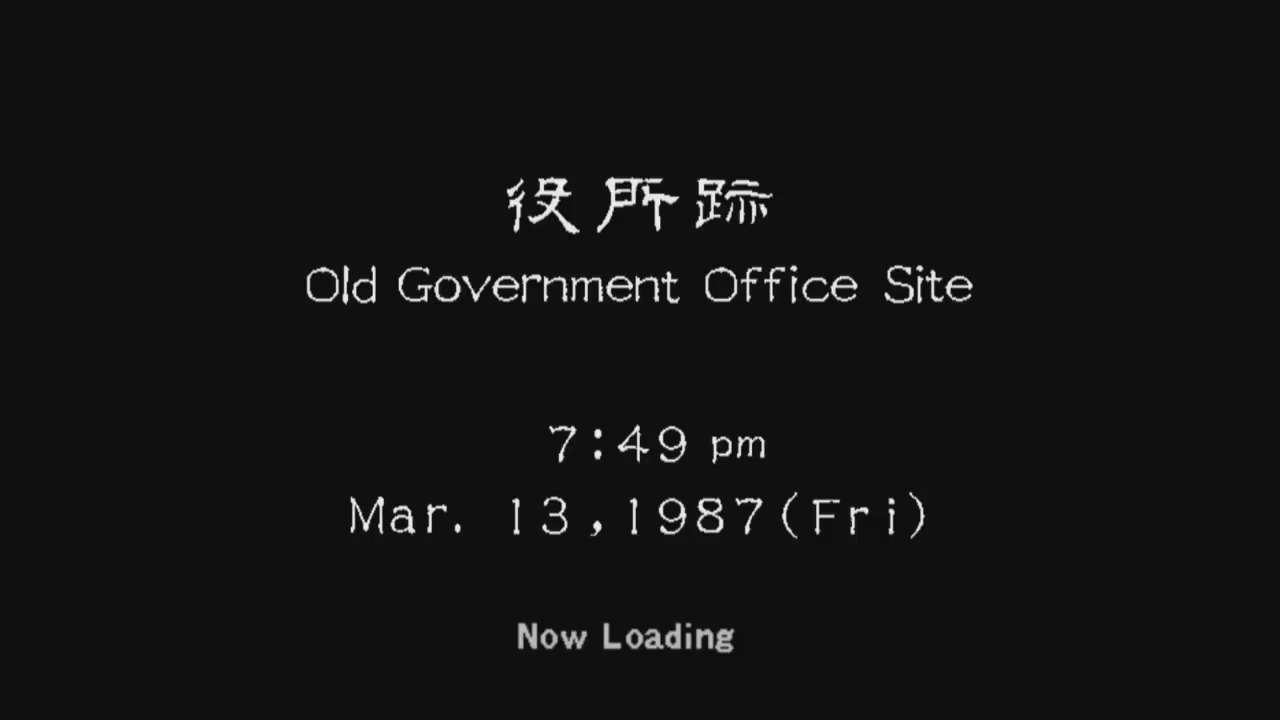 役所跡
Old Government Office Site
7:49 pm
Mar. 13,1987(Fri)
Now Loading